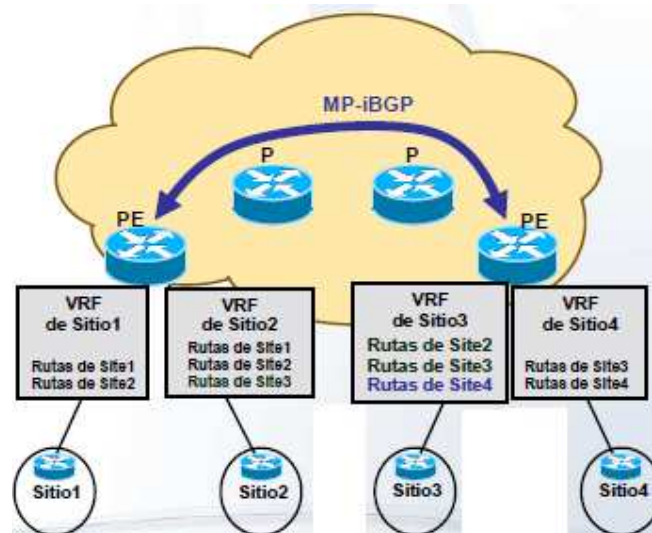 MP-iBGP
P
P
PE
PE
VRF
de Sitio1
Rutas de Site1
Rutas de Site2
VRF
de Sitio2
Rutas de Site1
Rutas de Site2
Rutas de Site3
VRF
de Sitio3
Rutas de Site2
Rutas de Site3
Rutas de Site4
VRF
de Sitio4
Rutas de Site3
Rutas de Site4
Sitio1
Sitio2
Sitio3
Sitio4